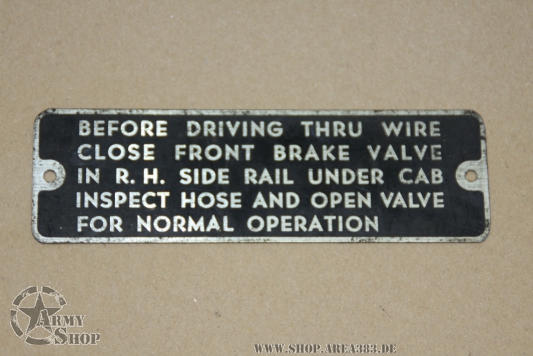 BEFORE DRIVING THRU WIRE
CLOSE FRONT BRAKE VALVE
IN R.H. SIDE RAIL UNDER CAB
INSPECT HOSE AND OPEN VALVE
FOR NORMAL OPERATION
ARMY
SHOP
WWW.SHOP.AREA383.DE